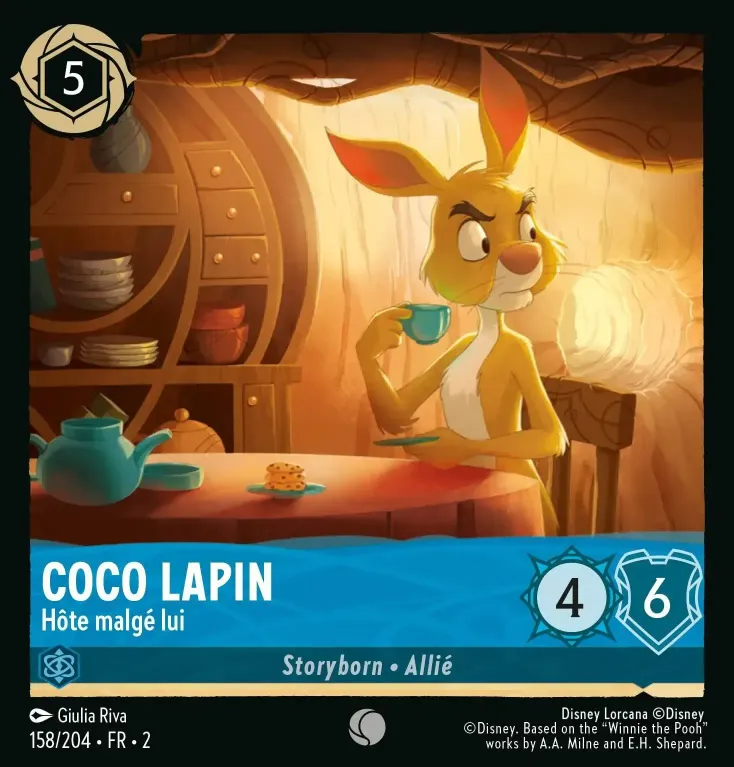 5
COCO LAPIN
Hôte malgé lui
4
6
Storyborn • Allié
Giulia Riva
158/204 • FR • 2
Disney Lorcana ©Disney
©Disney. Based on the “Winnie the Pooh”
works by A.A. Milne and E.H. Shepard.